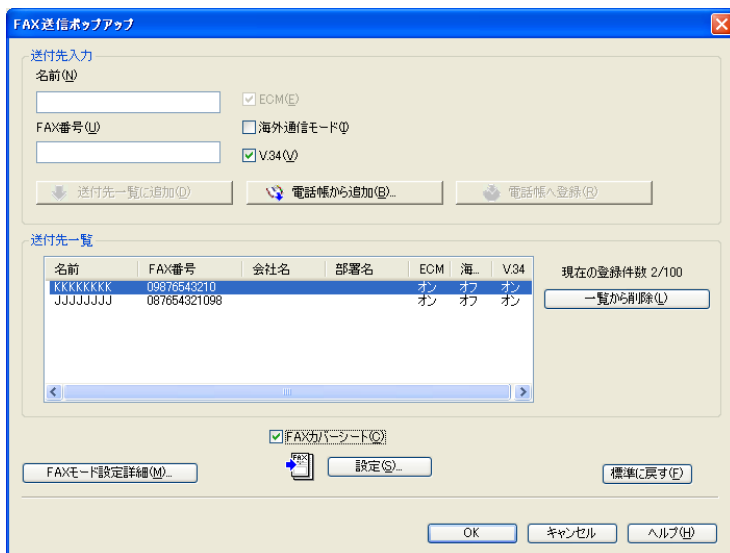 FAX送信ポップアップ
送付先入力
名前(N)
ECM(E)
FAX番号(U)
海外通信モード(I)
V.34(V)
送付先一覧に追加(D)
電話帳から追加(B)...
電話帳へ登録(R)
送付先一覧
名前 FAX番号 会社名 部署名 ECM 海... V.34
KKKKKKKK 09876543210 オン オフ オン
JJJJJJJJ 087654321098 オン オフ オン
現在の登録件数 2/100
一覧から削除(L)
FAXカバーシート(C)
FAX
設定(S)...
FAXモード設定詳細(M)...
標準に戻す(F)
OK
キャンセル
ヘルプ(H)